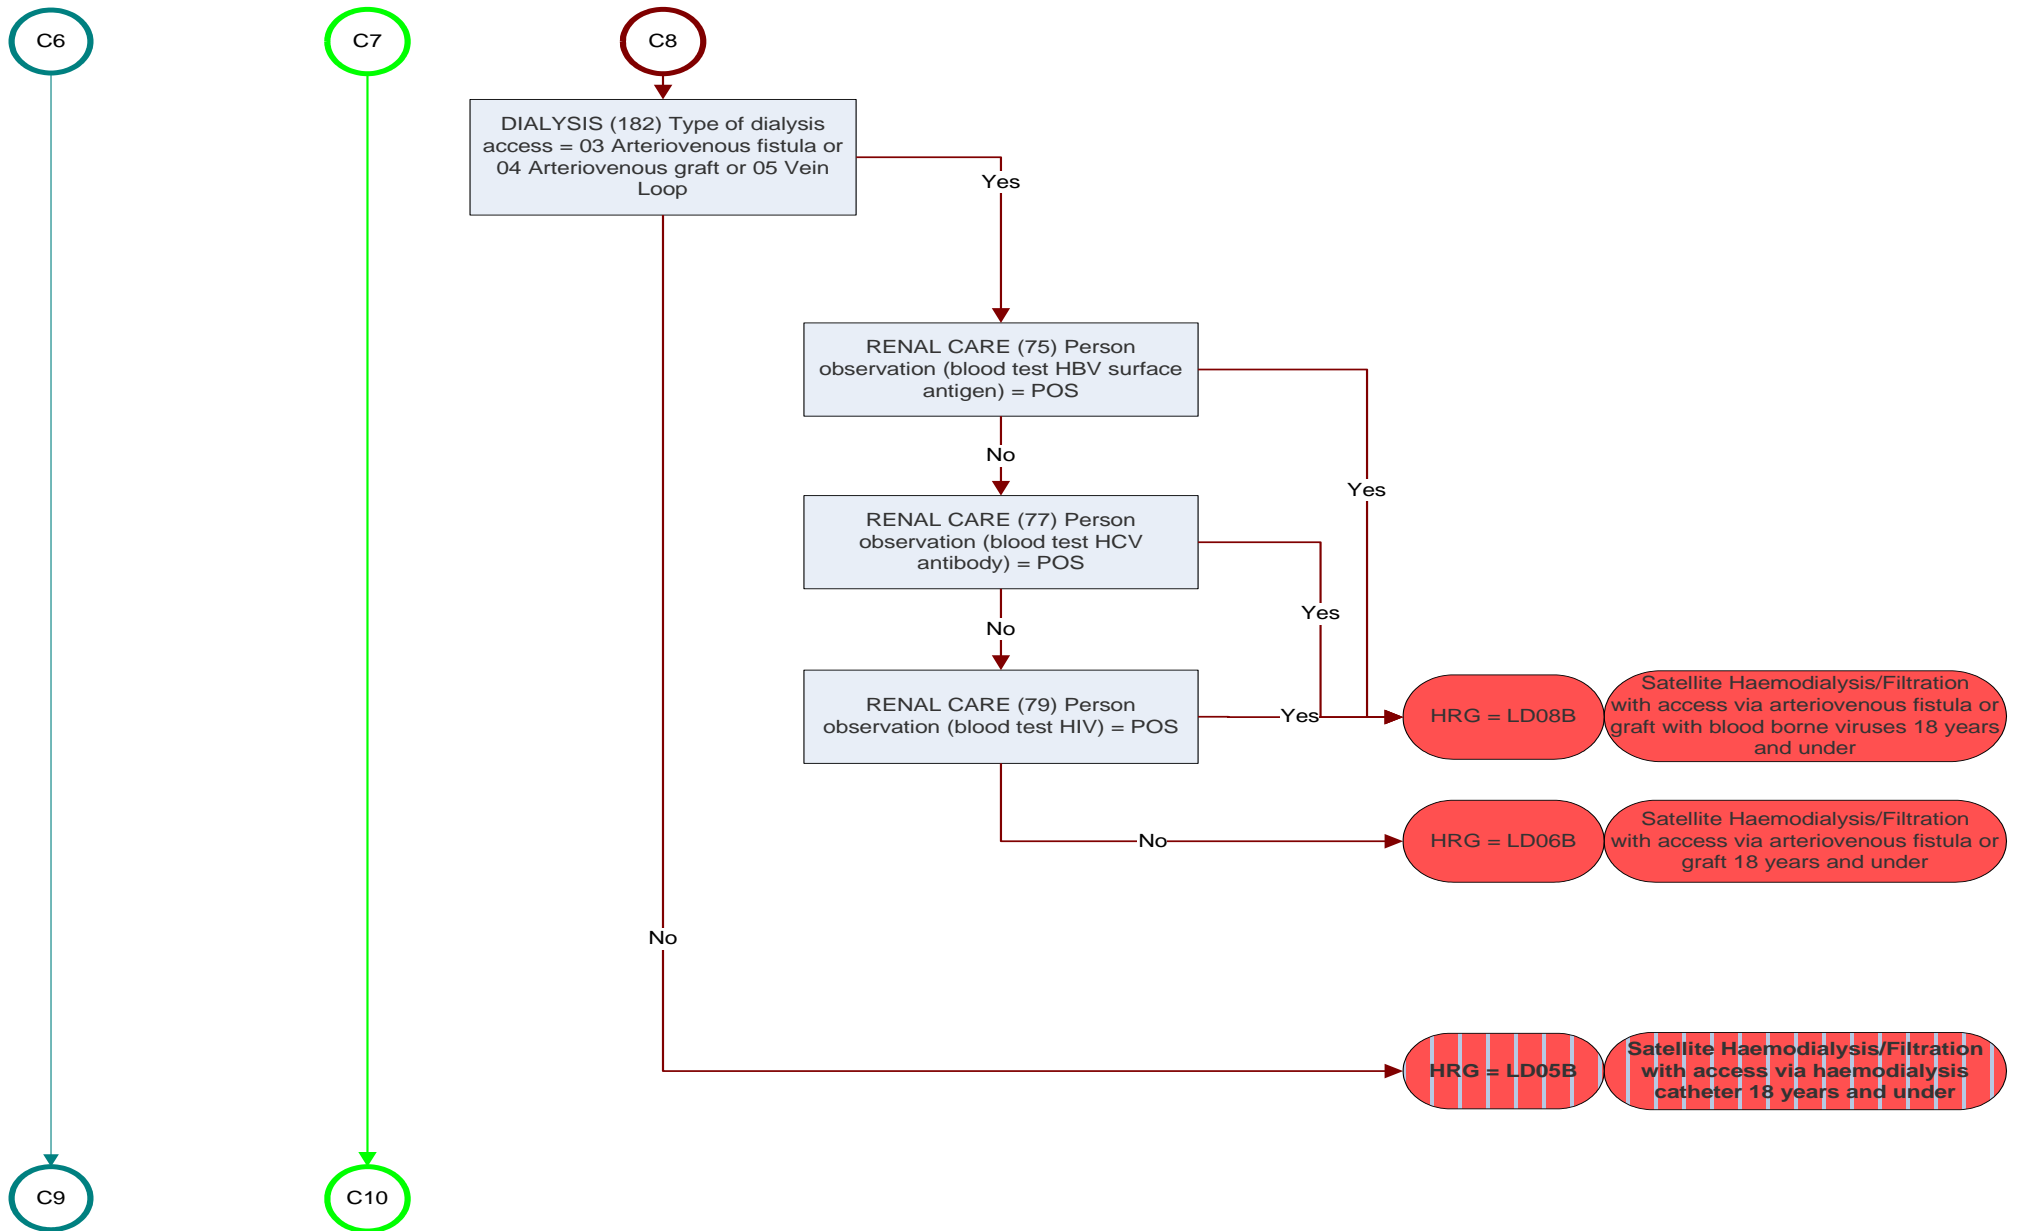 C6
C7
C8
DIALYSIS (182) Type of dialysis
access = 03 Arteriovenous fistula or
04 Arteriovenous graft or 05 Vein
Loop
Yes
RENAL CARE (75) Person
observation (blood test HBV surface
antigen) = POS
No
Yes
RENAL CARE (77) Person
observation (blood test HCV
antibody) = POS
Yes
No
RENAL CARE (79) Person
observation (blood test HIV) = POS
Yes
HRG = LD08B
Satellite Haemodialysis/Filtration
with access via arteriovenous fistula or
graft with blood borne viruses 18 years
and under
No
HRG = LD06B
Satellite Haemodialysis/Filtration
with access via arteriovenous fistula or
graft 18 years and under
No
HRG = LD05B
Satellite Haemodialysis/Filtration
with access via haemodialysis
catheter 18 years and under
C9
C10